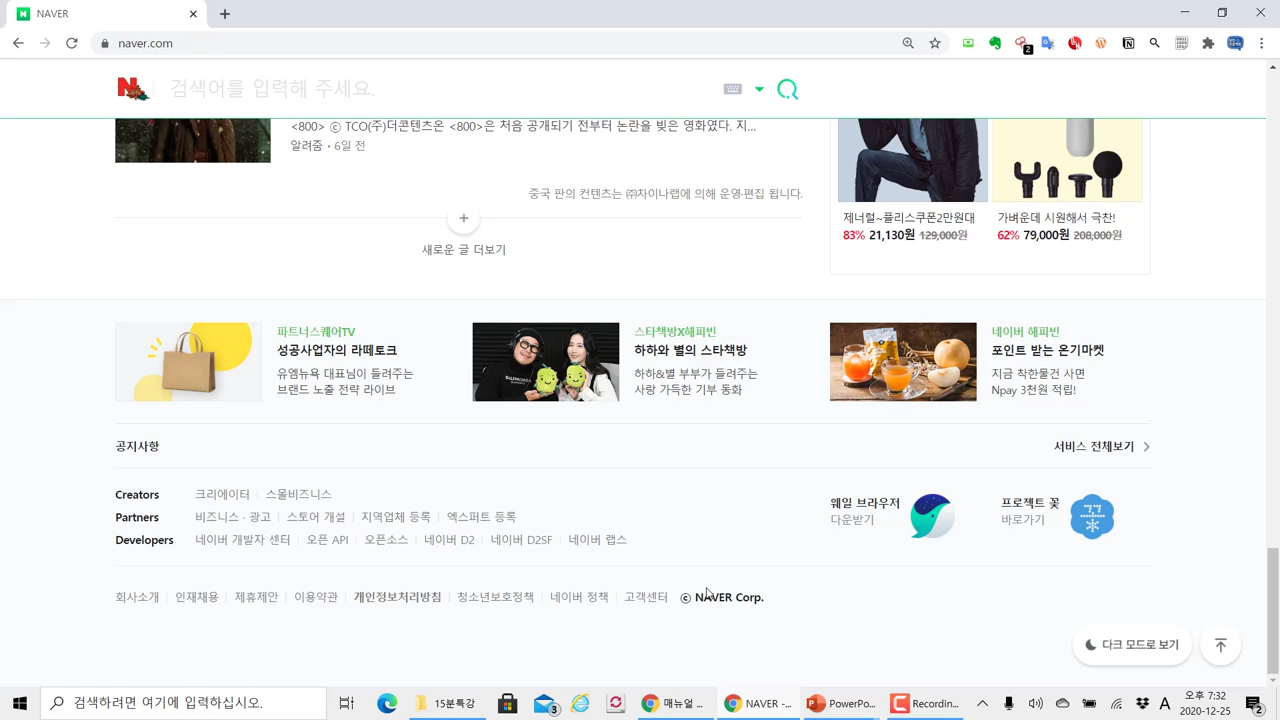 NAVER
naver.com
2
검색어를 입력해 주세요.
<800> ⓒ TCO(주)더콘텐츠온 <800>은 처음 공개되기 전부터 논란을 빚은 영화였다. 지...
알려줌・6일 전
중국 판의 컨텐츠는 ㈜차이나랩에 의해 운영·편집 됩니다.
새로운 글 더보기
제너럴~플리스쿠폰2만원대
83% 21,130원 129,000원
가벼운데 시원해서 극찬!
62% 79,000원 208,000원
파트너스퀘어TV
성공사업자의 라떼토크
유엠뉴욕 대표님이 들려주는
브랜드 노출 전략 라이브
스타책방X해피빈
하하와 별의 스타책방
하하&별 부부가 들려주는
사랑 가득한 기부 동화
네이버 해피빈
포인트 받는 온기마켓
지금 착한물건 사면
Npay 3천원 적립!
공지사항
서비스 전체보기
Creators 크리에이터 스몰비즈니스
Partners 비즈니스 · 광고 스토어 개설 지역업체 등록 엑스퍼트 등록
Developers 네이버 개발자 센터 오픈 API 오픈소스 네이버 D2 네이버 D2SF 네이버 랩스
웨일 브라우저
다운받기
프로젝트 꽃
바로가기
회사소개 인재채용 제휴제안 이용약관 개인정보처리방침 청소년보호정책 네이버 정책 고객센터 ⓒ NAVER Corp.
다크 모드로 보기
검색하려면 여기에 입력하십시오.
15분특강
3
매뉴얼 ...
NAVER -...
PowerPo...
Recordin...
A
오후 7:32
2020-12-25
2